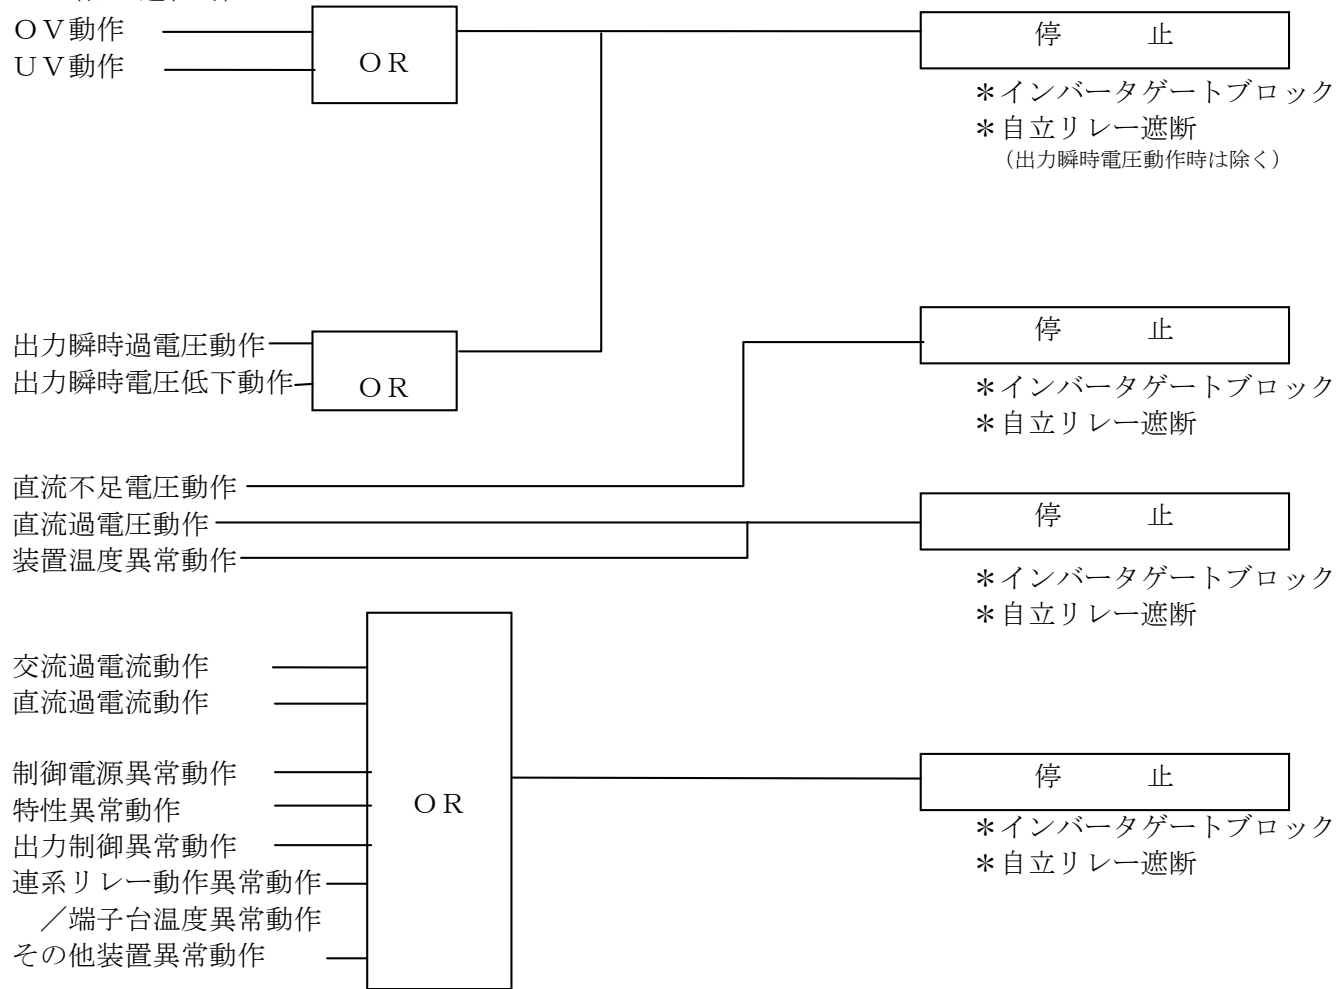 OV動作
UV動作
OR
停 止
*インバータゲートブロック
*自立リレー遮断
(出力瞬時電圧動作時は除く)
出力瞬時過電圧動作
出力瞬時電圧低下動作
OR
停 止
*インバータゲートブロック
*自立リレー遮断
直流不足電圧動作
直流過電圧動作
装置温度異常動作
停 止
*インバータゲートブロック
*自立リレー遮断
交流過電流動作
直流過電流動作
制御電源異常動作
特性異常動作
出力制御異常動作
連系リレー動作異常動作
/端子台温度異常動作
その他装置異常動作
OR
停 止
*インバータゲートブロック
*自立リレー遮断